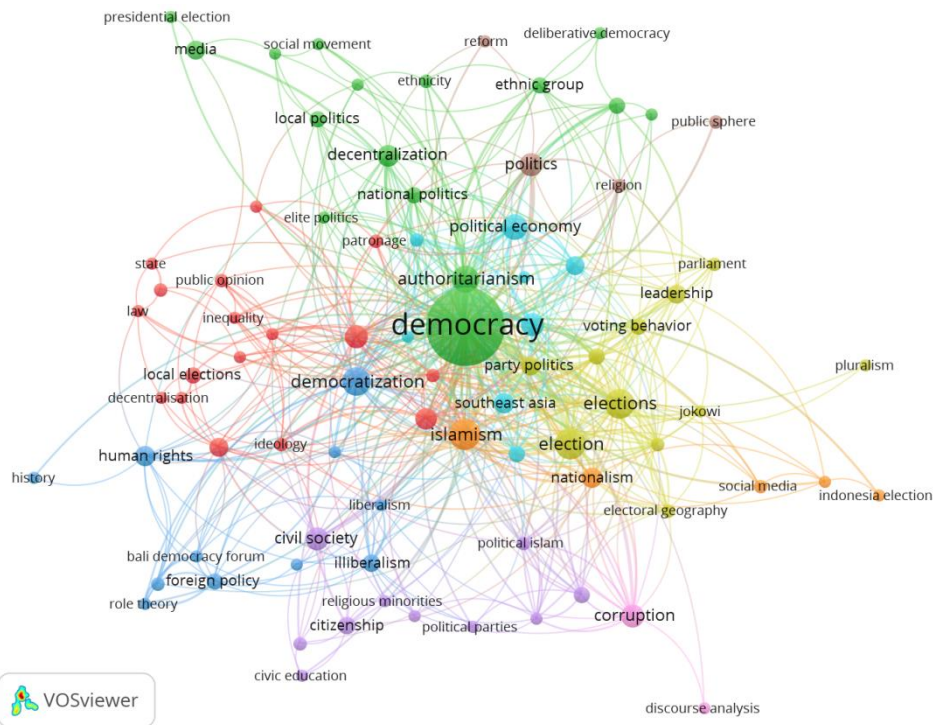 presidential election
media
social movement
reform
deliberative democracy
ethnicity
ethnic group
local politics
public sphere
decentralization
politics
religion
national politics
elite politics
political economy
patronage
state
public opinion
authoritarianism
parliament
leadership
law
inequality
democracy
voting behavior
local elections
democratization
party politics
pluralism
decentralisation
southeast asia
elections
jokowi
ideology
islamism
election
human rights
history
nationalism
social media
indonesia election
liberalism
electoral geography
civil society
political islam
bali democracy forum
illiberalism
foreign policy
role theory
religious minorities
citizenship
political parties
corruption
civic education
VOSviewer
discourse analysis